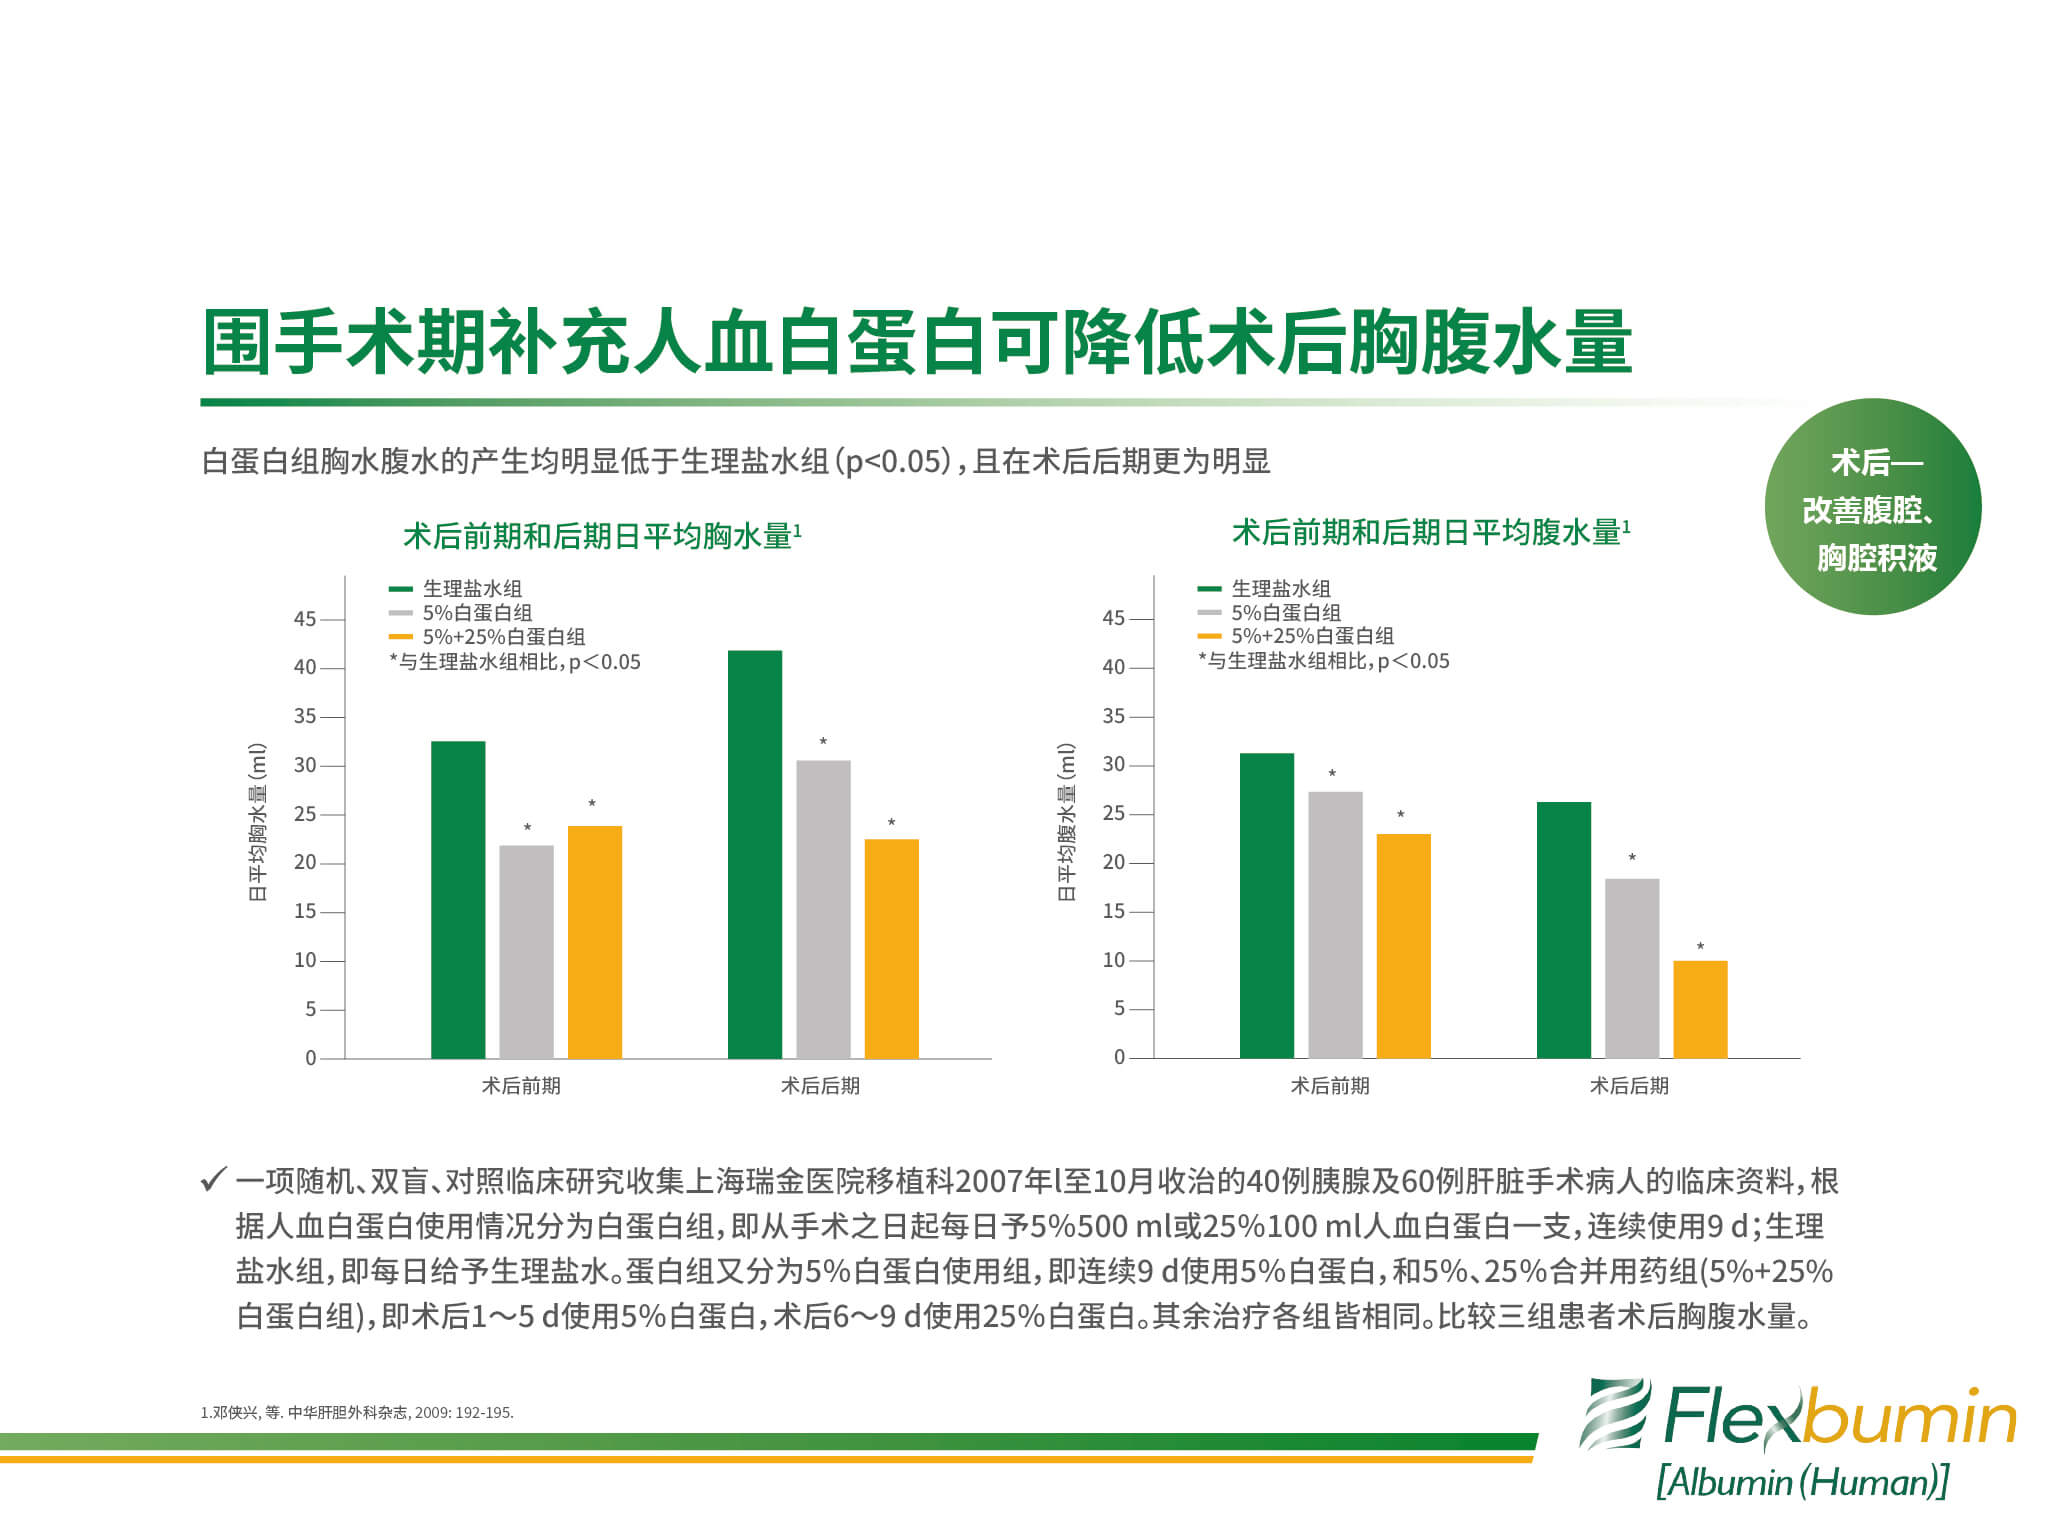 围手术期补充人血白蛋白可降低术后胸腹水量
白蛋白组胸水腹水的产生均明显低于生理盐水组(p<0.05),且在术后后期更为明显
术后—
改善腹腔、
胸腔积液
术后前期和后期日平均胸水量¹
生理盐水组
5%白蛋白组
5%+25%白蛋白组
*与生理盐水组相比,p＜0.05
日平均胸水量(ml)
45
40
35
30
25
20
15
10
5
0
*
*
*
*
术后前期
术后后期
术后前期和后期日平均腹水量¹
生理盐水组
5%白蛋白组
5%+25%白蛋白组
*与生理盐水组相比,p＜0.05
日平均腹水量(ml)
45
40
35
30
25
20
15
10
5
0
*
*
*
*
术后前期
术后后期
✓ 一项随机、双盲、对照临床研究收集上海瑞金医院移植科2007年l至10月收治的40例胰腺及60例肝脏手术病人的临床资料,根
据人血白蛋白使用情况分为白蛋白组,即从手术之日起每日予5%500 ml或25%100 ml人血白蛋白一支,连续使用9 d;生理
盐水组,即每日给予生理盐水。蛋白组又分为5%白蛋白使用组,即连续9 d使用5%白蛋白,和5%、25%合并用药组(5%+25%
白蛋白组),即术后1～5 d使用5%白蛋白,术后6～9 d使用25%白蛋白。其余治疗各组皆相同。比较三组患者术后胸腹水量。
1.邓侠兴, 等. 中华肝胆外科杂志, 2009: 192-195.
Flexbumin
[Albumin (Human)]